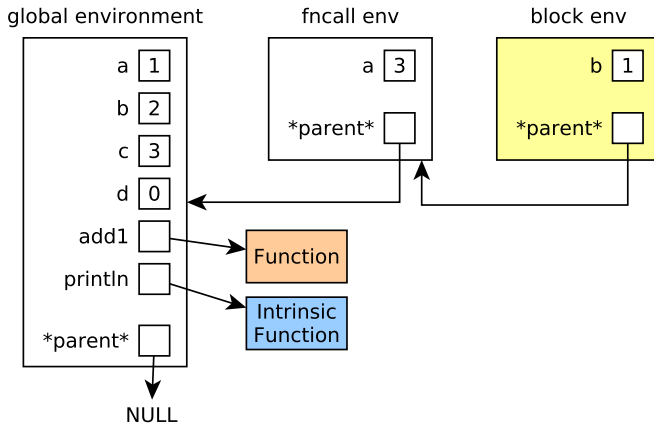 global environment
a 1
b 2
c 3
d 0
add1
println
*parent*
NULL
fncall env
a 3
*parent*
block env
b 1
*parent*
Function
Intrinsic
Function